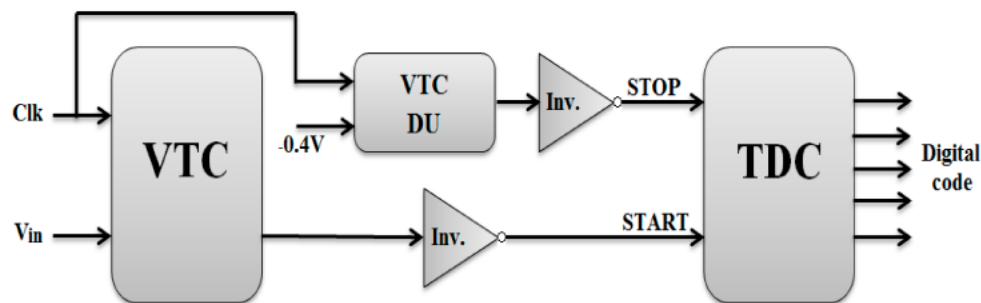 Clk
VTC
Vin
-0.4V
VTC
DU
Inv.
STOP
Inv.
START
TDC
Digital
code